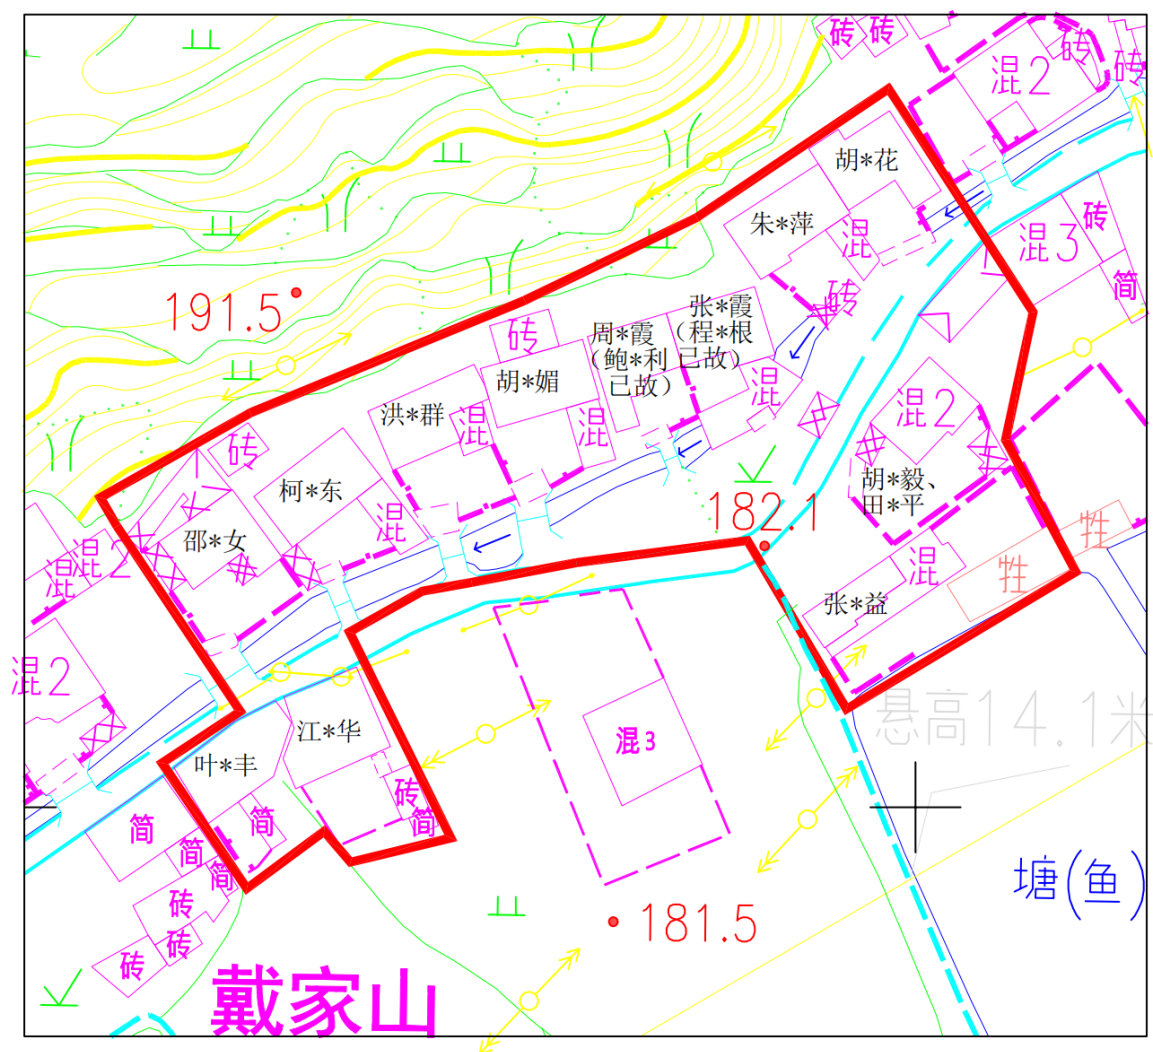 砖
砖
混2
砖
砖
胡*花
朱*萍
混
混3
砖
简
191.5
砖
张*霞
（程*根
已故）
周*霞
（鲍*利
已故）
砖
胡*媚
混
混2
洪*群
混
混
砖
柯*东
混
182.1
胡*毅、
田*平
邵*女
混2
混
混
牲
牲
张*益
混2
江*华
叶*丰
混3
悬高14.1米
砖
简
简
简
简
简
砖
砖
砖
塘(鱼)
181.5
戴家山